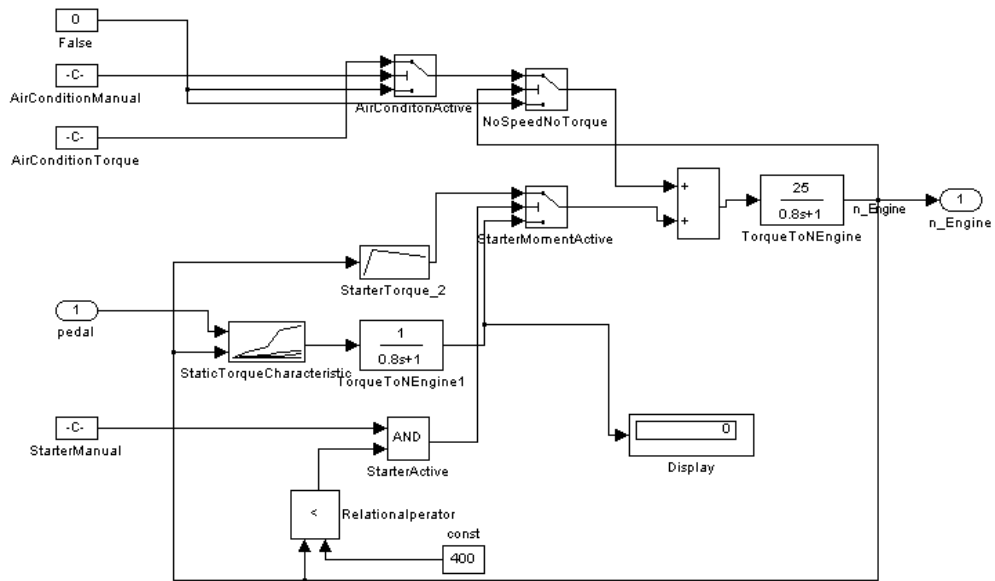 0
False
-C-
AirConditionManual
-C-
AirConditionTorque
AirConditonActive
NoSpeedNoTorque
+
+
25
0.8s+1
TorqueToNEngine
n_Engine
1
n_Engine
StarterMomentActive
StarterTorque_2
1
pedal
StaticTorqueCharacteristic
1
0.8s+1
TorqueToNEngine1
-C-
StarterManual
AND
StarterActive
0
Display
<
Relationalperator
const
400